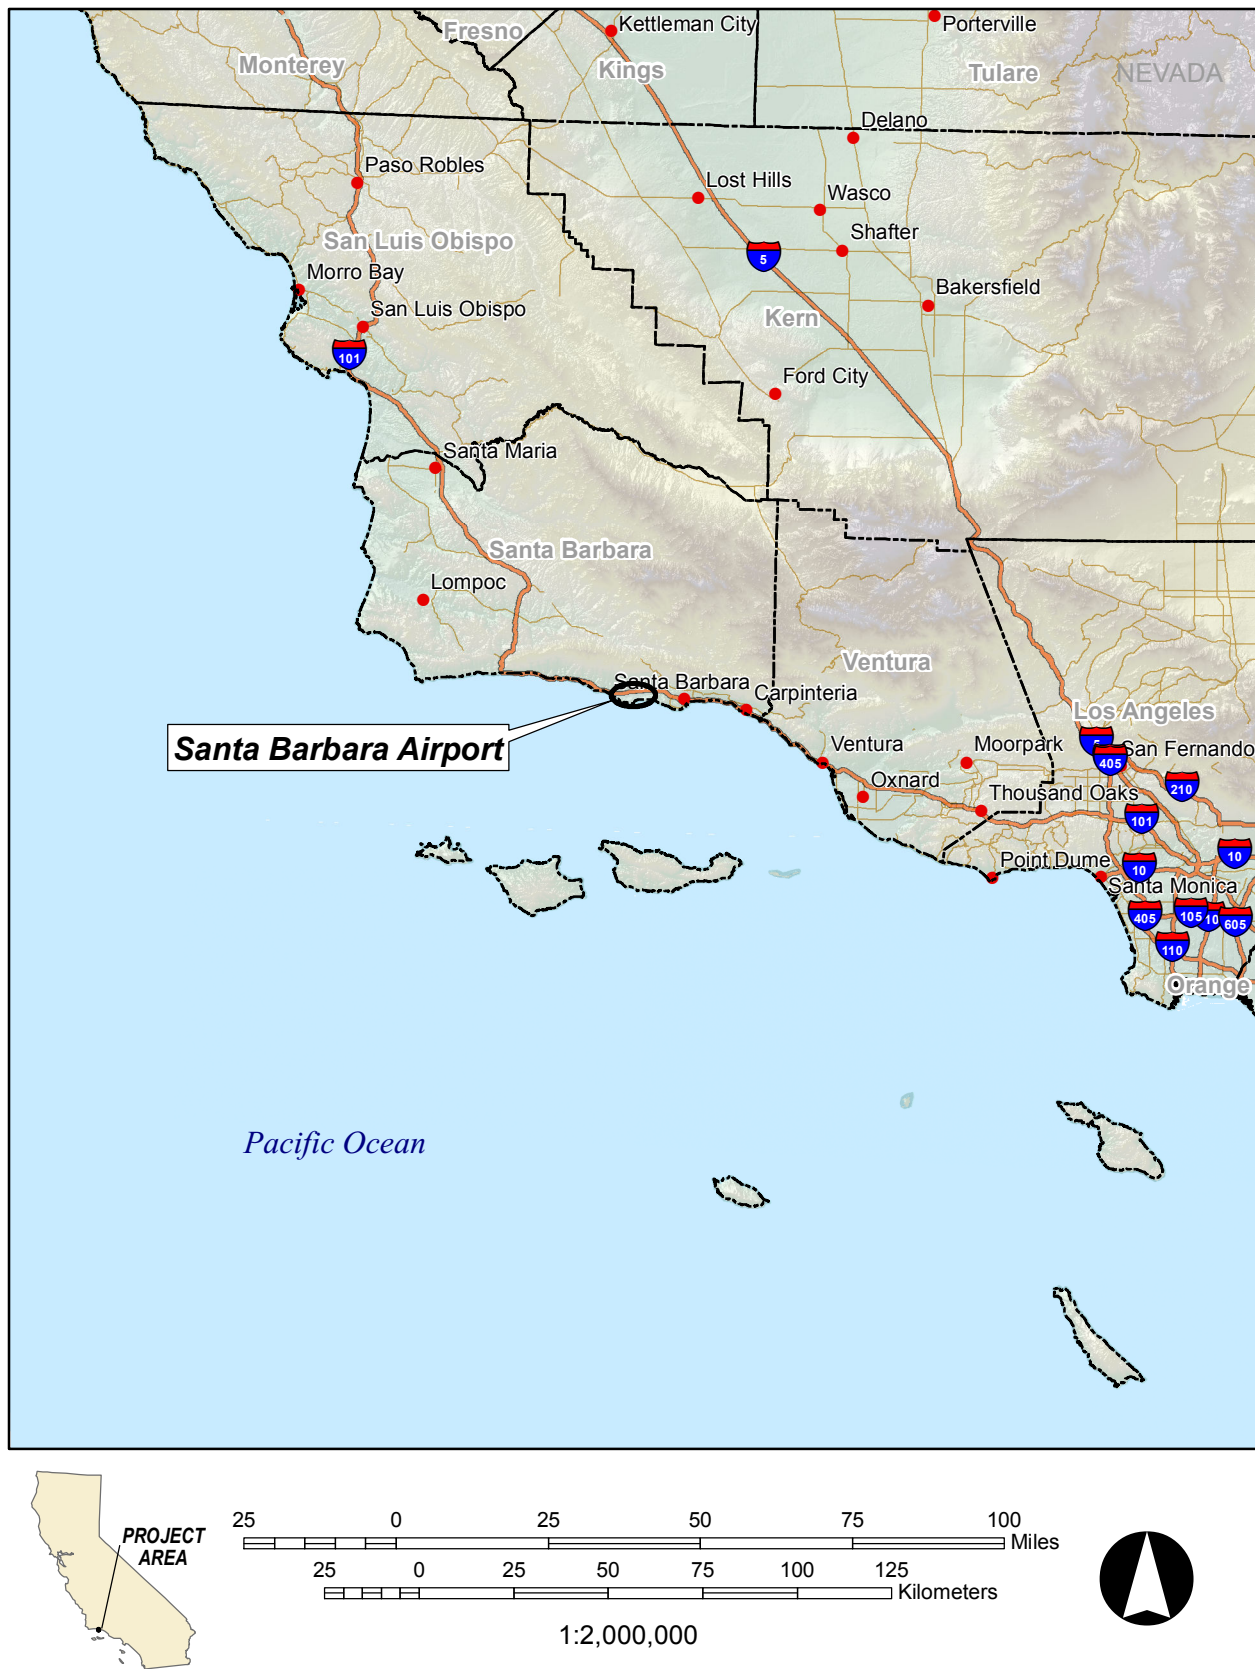 Fresno
Kettleman City
Porterville
Monterey
Kings
Tulare
NEVADA
Delano
Paso Robles
Lost Hills
Wasco
Shafter
San Luis Obispo
5
Morro Bay
Bakersfield
San Luis Obispo
Kern
101
Ford City
Santa Maria
Santa Barbara
Lompoc
Ventura
Santa Barbara
Carpinteria
Los Angeles
Santa Barbara Airport
Ventura
Moorpark
5
San Fernando
405
Oxnard
210
Thousand Oaks
101
10
Point Dume
10
Santa Monica
405
105
10
605
110
Orange
Pacific Ocean
PROJECT
AREA
25 0 25 50 75 100
Miles
25 0 25 50 75 100 125
Kilometers
1:2,000,000